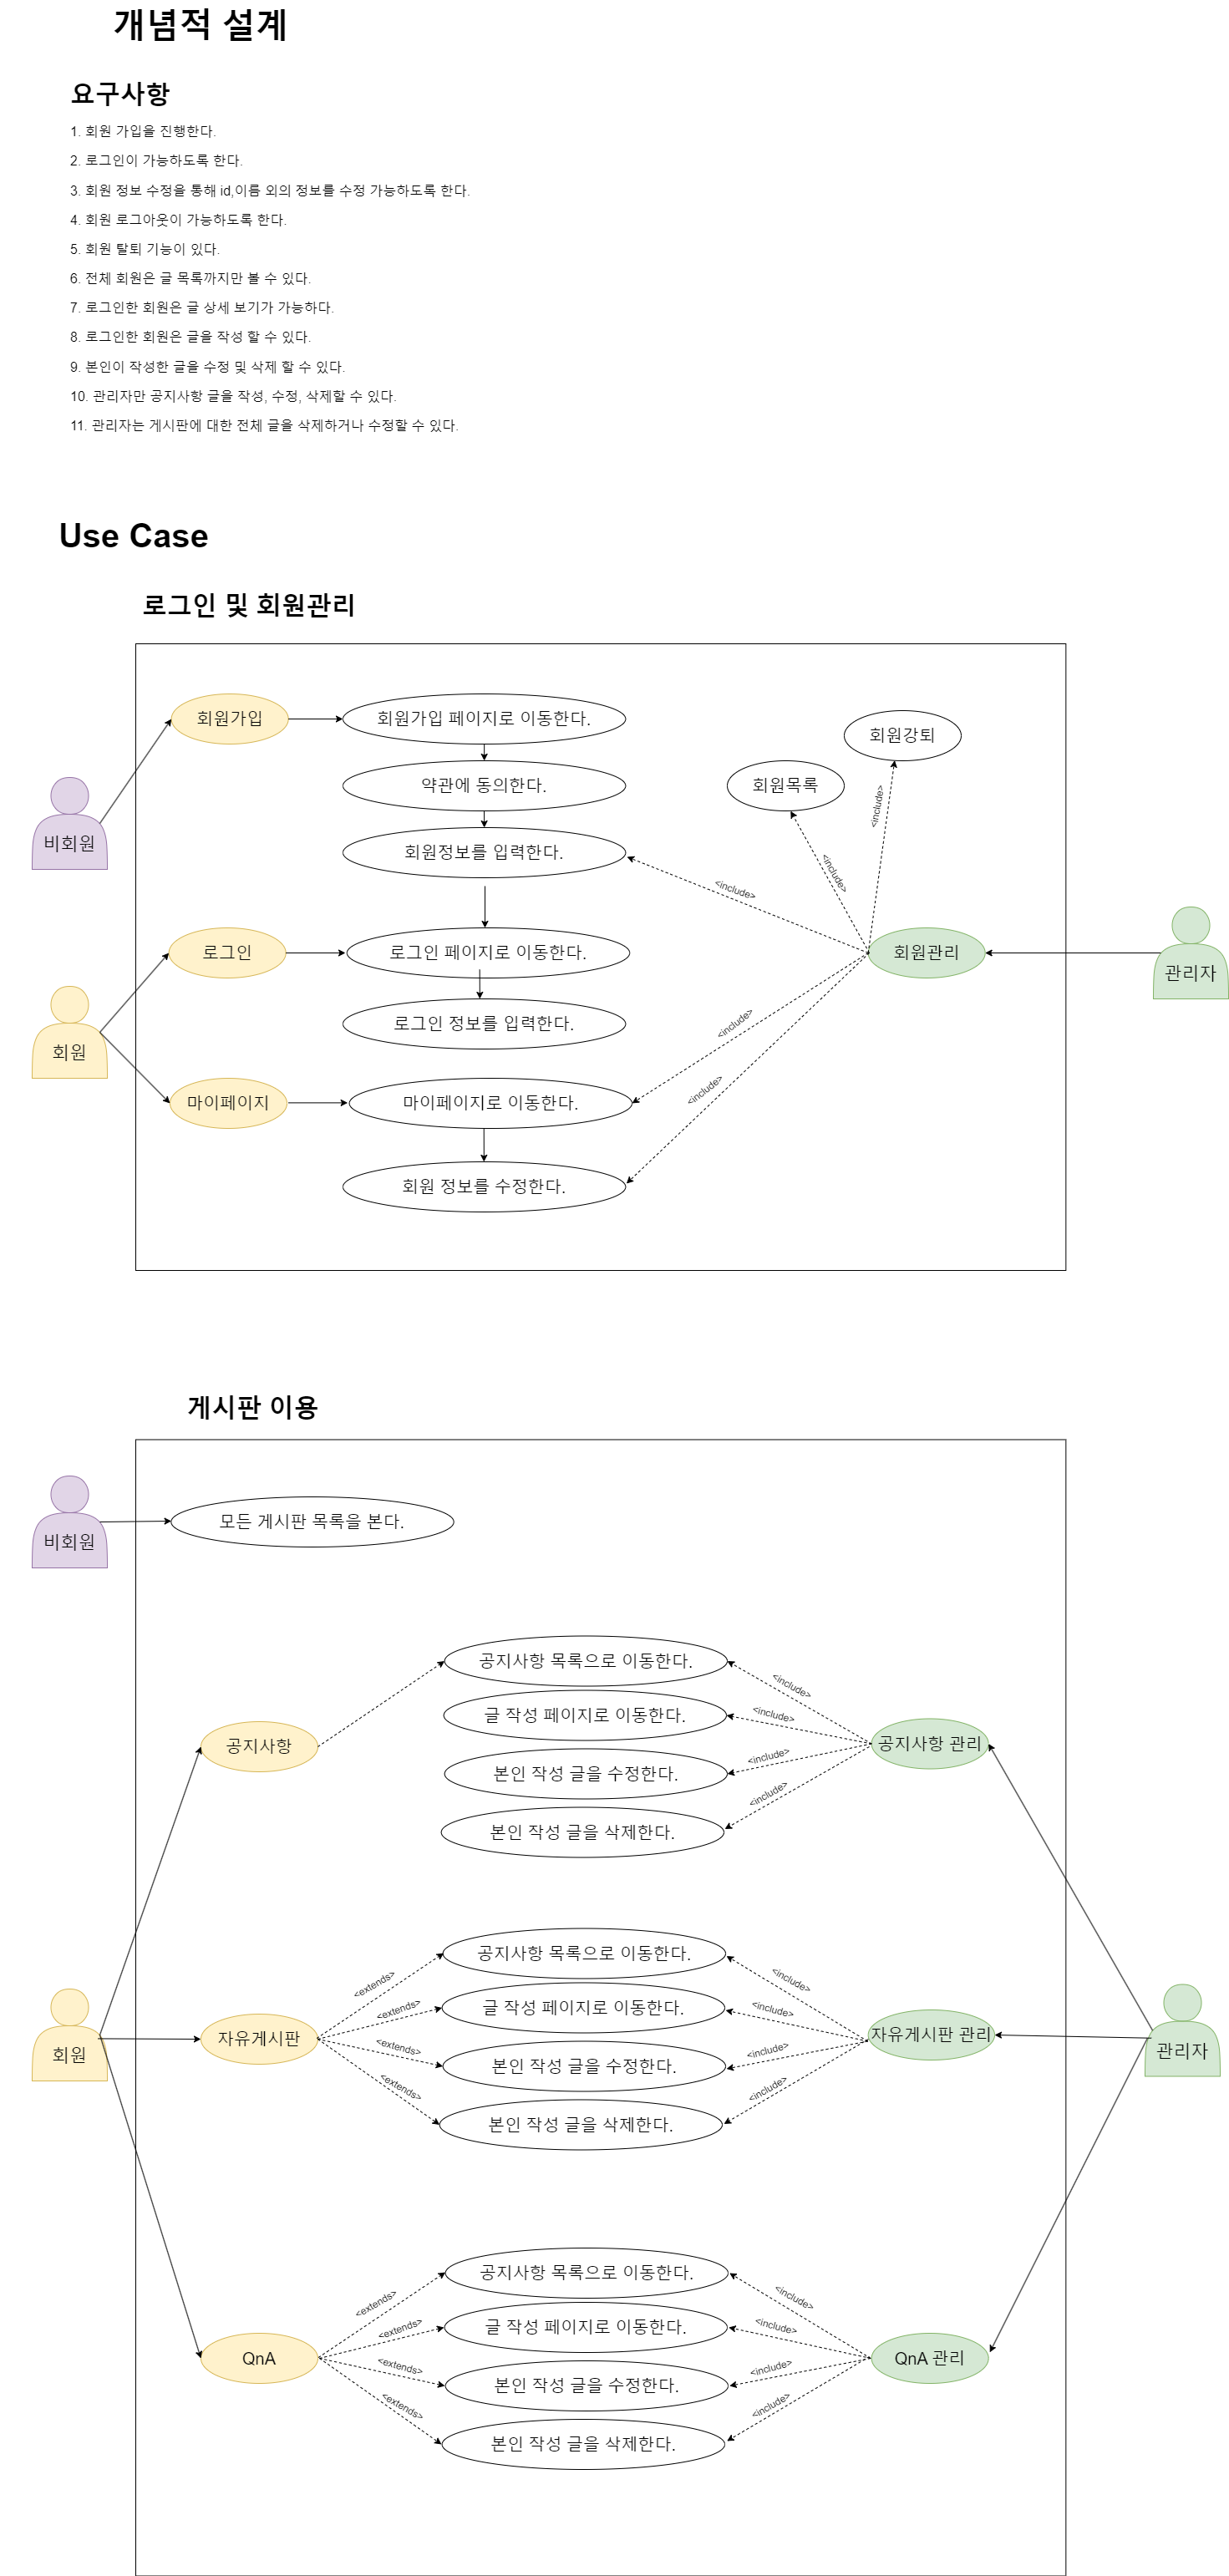 개념적 설계
요구사항
1. 회원 가입을 진행한다.
2. 로그인이 가능하도록 한다.
3. 회원 정보 수정을 통해 id,이름 외의 정보를 수정 가능하도록 한다.
4. 회원 로그아웃이 가능하도록 한다.
5. 회원 탈퇴 기능이 있다.
6. 전체 회원은 글 목록까지만 볼 수 있다.
7. 로그인한 회원은 글 상세 보기가 가능하다.
8. 로그인한 회원은 글을 작성 할 수 있다.
9. 본인이 작성한 글을 수정 및 삭제 할 수 있다.
10. 관리자만 공지사항 글을 작성, 수정, 삭제할 수 있다.
11. 관리자는 게시판에 대한 전체 글을 삭제하거나 수정할 수 있다.
Use Case
로그인 및 회원관리
회원가입
회원가입 페이지로 이동한다.
회원강퇴
약관에 동의한다.
회원목록
<include>
비회원
회원정보를 입력한다.
<include>
<include>
로그인
로그인 페이지로 이동한다.
회원관리
관리자
로그인 정보를 입력한다.
<include>
회원
<include>
마이페이지
마이페이지로 이동한다.
회원 정보를 수정한다.
게시판 이용
비회원
모든 게시판 목록을 본다.
공지사항 목록으로 이동한다.
<include>
글 작성 페이지로 이동한다.
<include>
공지사항
공지사항 관리
본인 작성 글을 수정한다.
<include>
<include>
본인 작성 글을 삭제한다.
공지사항 목록으로 이동한다.
<extends>
<include>
글 작성 페이지로 이동한다.
<extends>
<include>
회원
자유게시판
자유게시판 관리
관리자
<extends>
<include>
본인 작성 글을 수정한다.
<extends>
<include>
본인 작성 글을 삭제한다.
공지사항 목록으로 이동한다.
<extends>
<include>
글 작성 페이지로 이동한다.
<extends>
<include>
QnA
QnA 관리
<extends>
<include>
본인 작성 글을 수정한다.
<extends>
<include>
본인 작성 글을 삭제한다.